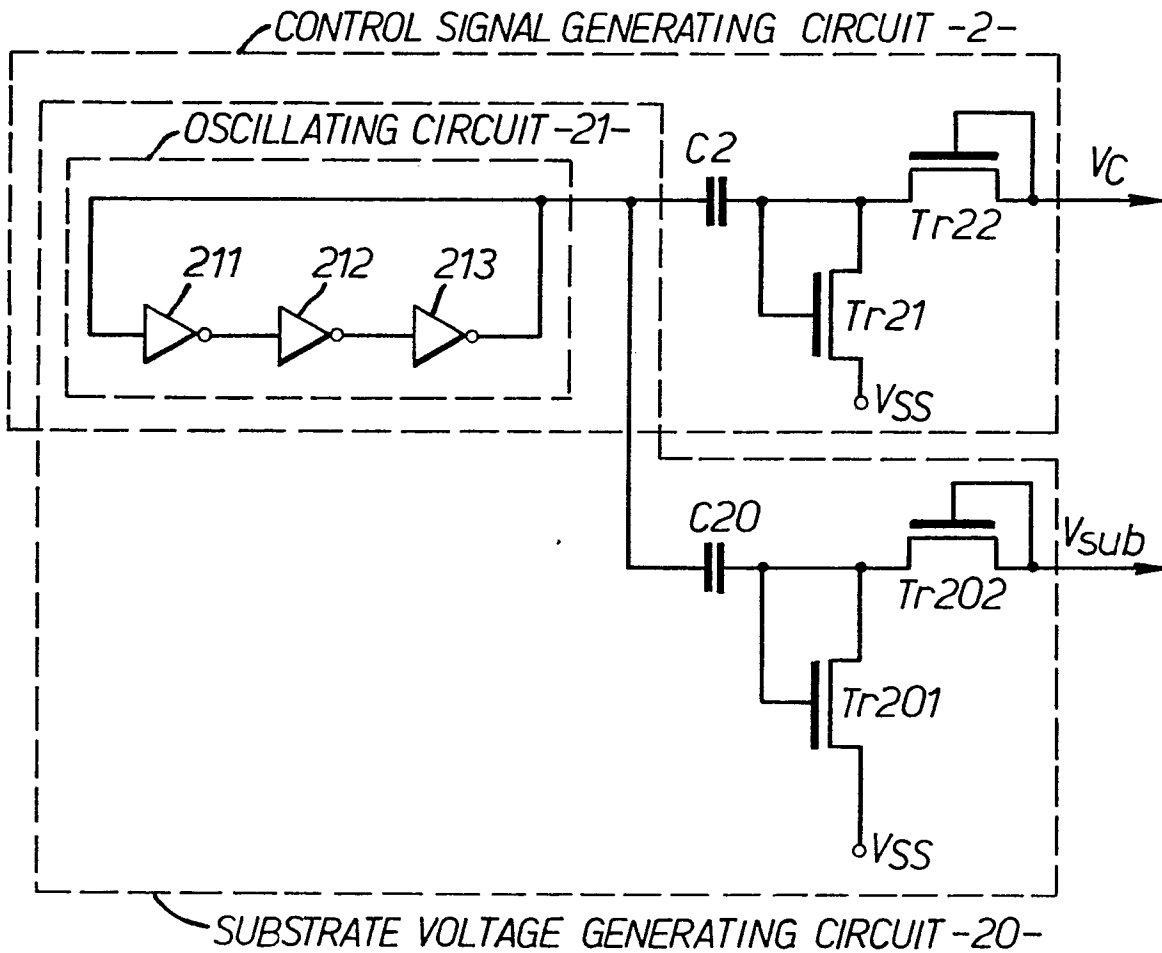 CONTROL SIGNAL GENERATING CIRCUIT -2-
OSCILLATING CIRCUIT -21-
C2
VC
Tr22
211
212
213
Tr21
VSS
C20
Vsub
Tr202
Tr201
VSS
SUBSTRATE VOLTAGE GENERATING CIRCUIT -20-